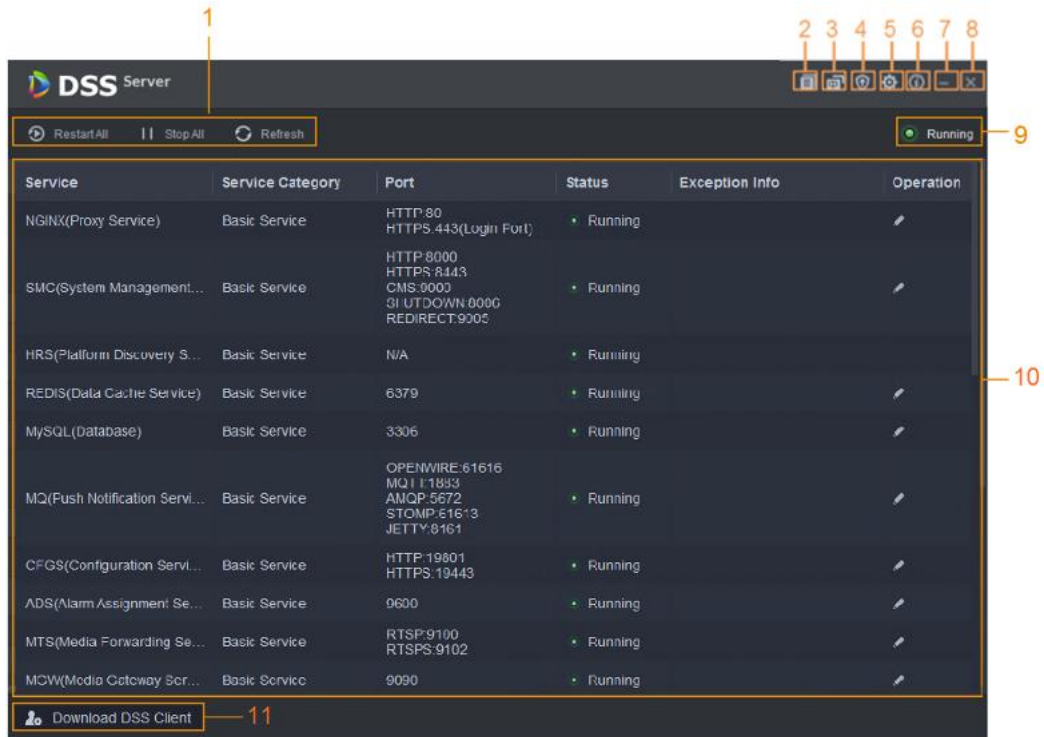 1
2 3 4 5 6 7 8
DSS Server
Restart All Stop All Refresh
Running
9
Service Service Category Port Status Exception Info Operation
NGINX(Proxy Service) Basic Service HTTP:80 Running
HTTPS:443(Login Port)
SMC(System Management... Basic Service HTTP:8000 Running
HTTPS:8443
CMS:9000
SHUTDOWN:8006
REDIRECT:9005
HRS(Platform Discovery S... Basic Service N/A Running
10
REDIS(Data Cache Service) Basic Service 6379 Running
MySQL(Database) Basic Service 3306 Running
MQ(Push Notification Servi... Basic Service OPENWIRE:61616 Running
MQTT:1883
AMQP:5672
STOMP:61613
JETTY:8161
CFGS(Configuration Servi... Basic Service HTTP:19801 Running
HTTPS:19443
ADS(Alarm Assignment Se... Basic Service 9600 Running
MTS(Media Forwarding Se... Basic Service RTSP:9100 Running
RTSPS:9102
MGW(Media Gateway Ser... Basic Service 9090 Running
Download DSS Client
11